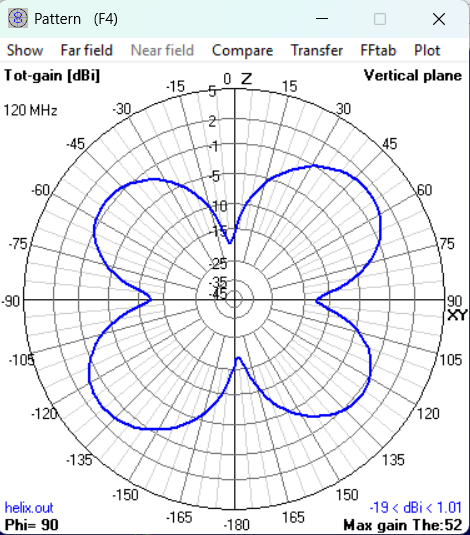 Pattern (F4)
Show Far field Near field Compare Transfer FFtab Plot
Tot-gain [dBi] Vertical plane
120 MHz
0 Z
-15 15
-30 30
-45 45
-60 60
-75 75
-90 90
XY
-105 105
-120 120
-135 135
-150 150
-165 165
-180
5
2
-1
-5
-10
-15
-25
-35
-45
helix.out -19 < dBi < 1.01
Phi= 90 Max gain The:52